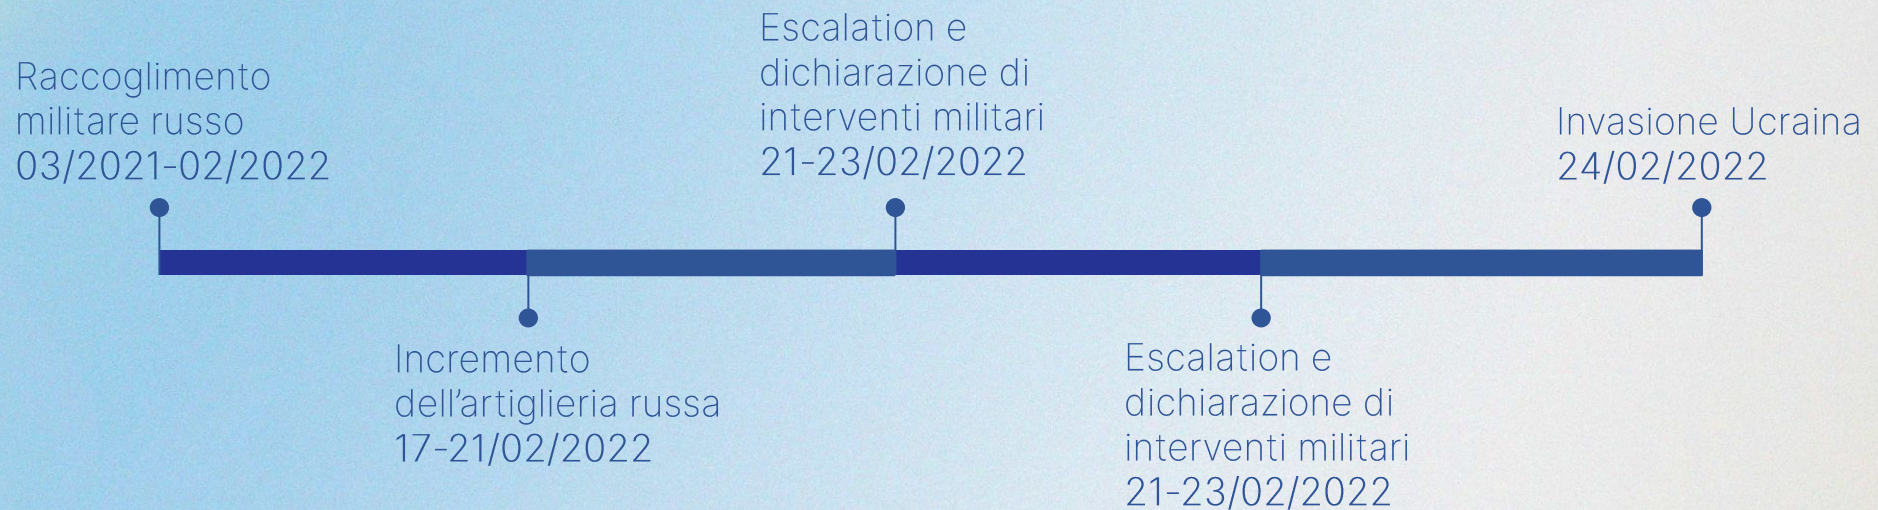 Raccoglimento
militare russo
03/2021-02/2022
Incremento
dell'artiglieria russa
17-21/02/2022
Escalation e
dichiarazione di
interventi militari
21-23/02/2022
Escalation e
dichiarazione di
interventi militari
21-23/02/2022
Invasione Ucraina
24/02/2022